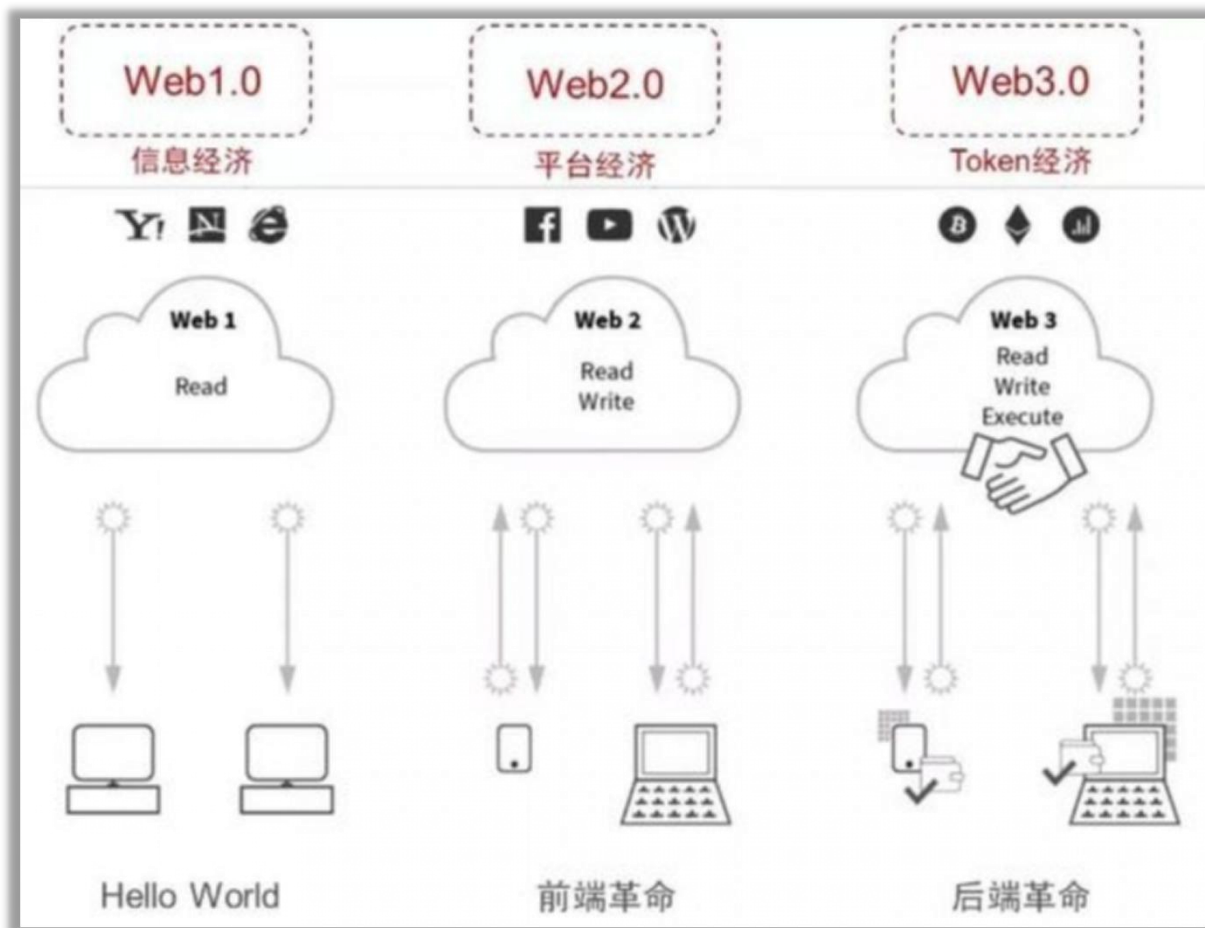 Web1.0
信息经济
Web 1
Read
Hello World
Web2.0
平台经济
Web 2
Read
Write
前端革命
Web3.0
Token经济
Web 3
Read
Write
Execute
后端革命